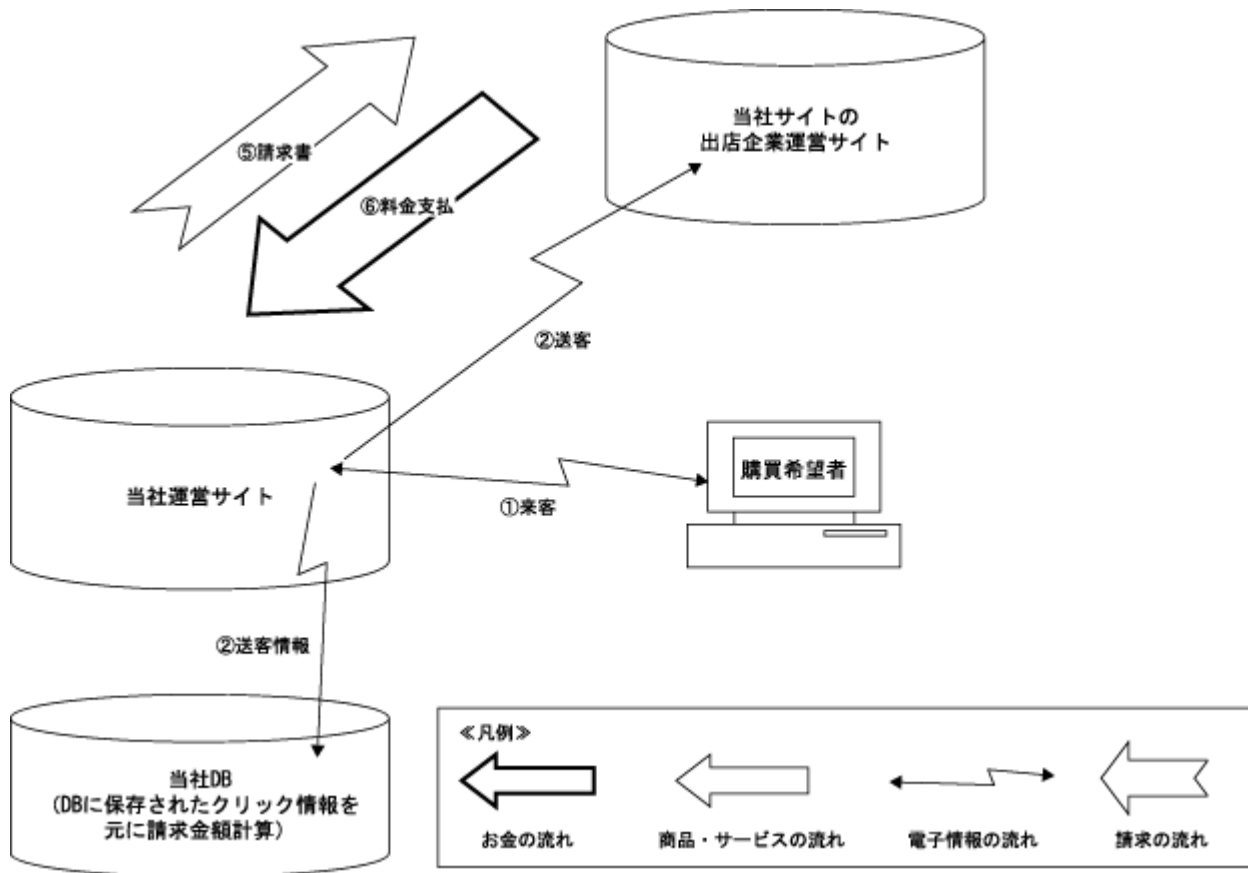 当社サイトの
出店企業運営サイト
⑤請求書
⑥料金支払
②送客
購買希望者
当社運営サイト
①来客
②送客情報
当社DB
(DBに保存されたクリック情報を
元に請求金額計算)
≪凡例≫
お金の流れ
商品・サービスの流れ
電子情報の流れ
請求の流れ